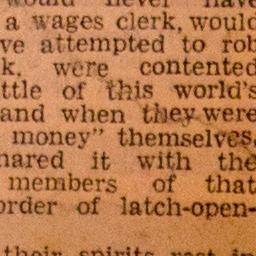 would never have
a wages clerk, would
ve attempted to rob
k, were contented
ttle of this world's
and when they were
money" themselves,
hared it with the
members of that
order of latch-open-
their spirits rest in